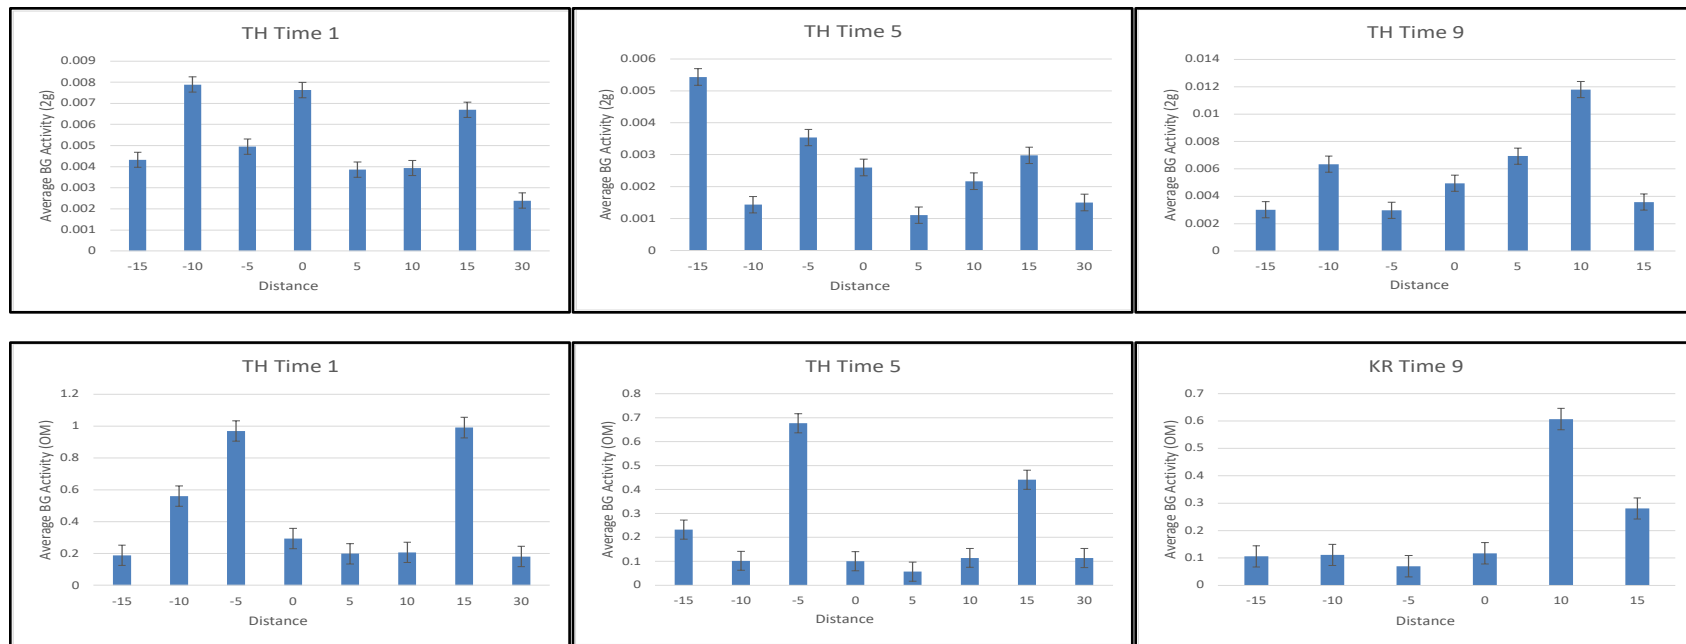 TH Time 1
Average BG Activity (2g)
0.009
0.008
0.007
0.006
0.005
0.004
0.003
0.002
0.001
0
-15 -10 -5 0 5 10 15 30
Distance
TH Time 5
Average BG Activity (2g)
0.006
0.005
0.004
0.003
0.002
0.001
0
-15 -10 -5 0 5 10 15 30
Distance
TH Time 9
Average BG Activity (2g)
0.014
0.012
0.01
0.008
0.006
0.004
0.002
0
-15 -10 -5 0 5 10 15
Distance
TH Time 1
Average BG Activity (OM)
1.2
1
0.8
0.6
0.4
0.2
0
-15 -10 -5 0 5 10 15 30
Distance
TH Time 5
Average BG Activity (OM)
0.8
0.7
0.6
0.5
0.4
0.3
0.2
0.1
0
-15 -10 -5 0 5 10 15 30
Distance
KR Time 9
Average BG Activity (OM)
0.7
0.6
0.5
0.4
0.3
0.2
0.1
0
-15 -10 -5 0 10 15
Distance